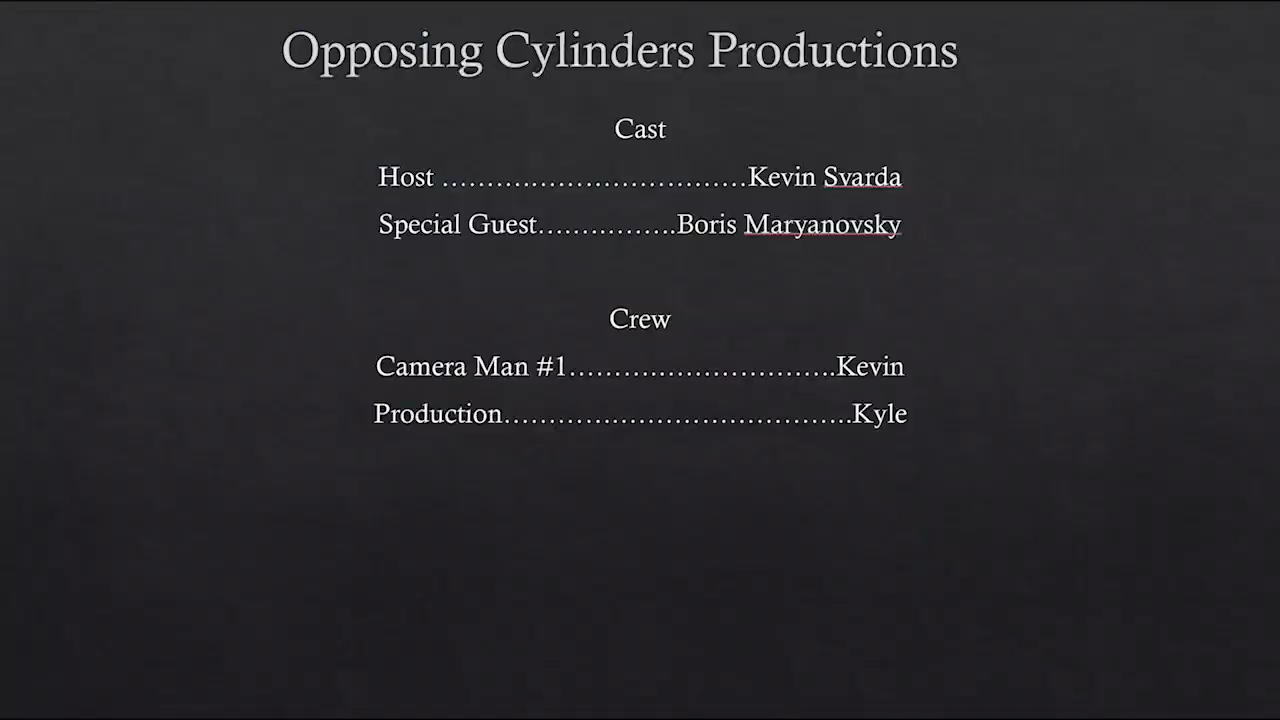 Opposing Cylinders Productions
Cast
Host ……………………………………Kevin Svarda
Special Guest…………….Boris Maryanovsky
Crew
Camera Man #1………………………….Kevin
Production………………………………….Kyle